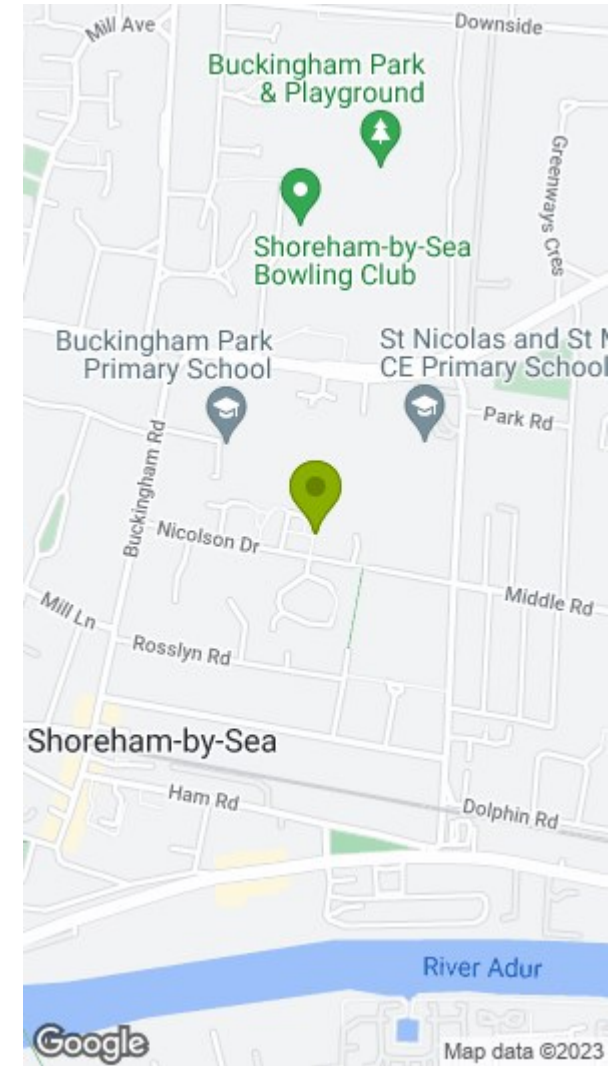 Mill Ave
Downside
Buckingham Park
& Playground
Greenways Cres
Shoreham-by-Sea
Bowling Club
Buckingham Park
Primary School
St Nicolas and St M
CE Primary School
Park Rd
Buckingham Rd
Nicolson Dr
Middle Rd
Mill Ln
Rosslyn Rd
Shoreham-by-Sea
Ham Rd
Dolphin Rd
River Adur
Google
Map data ©2023